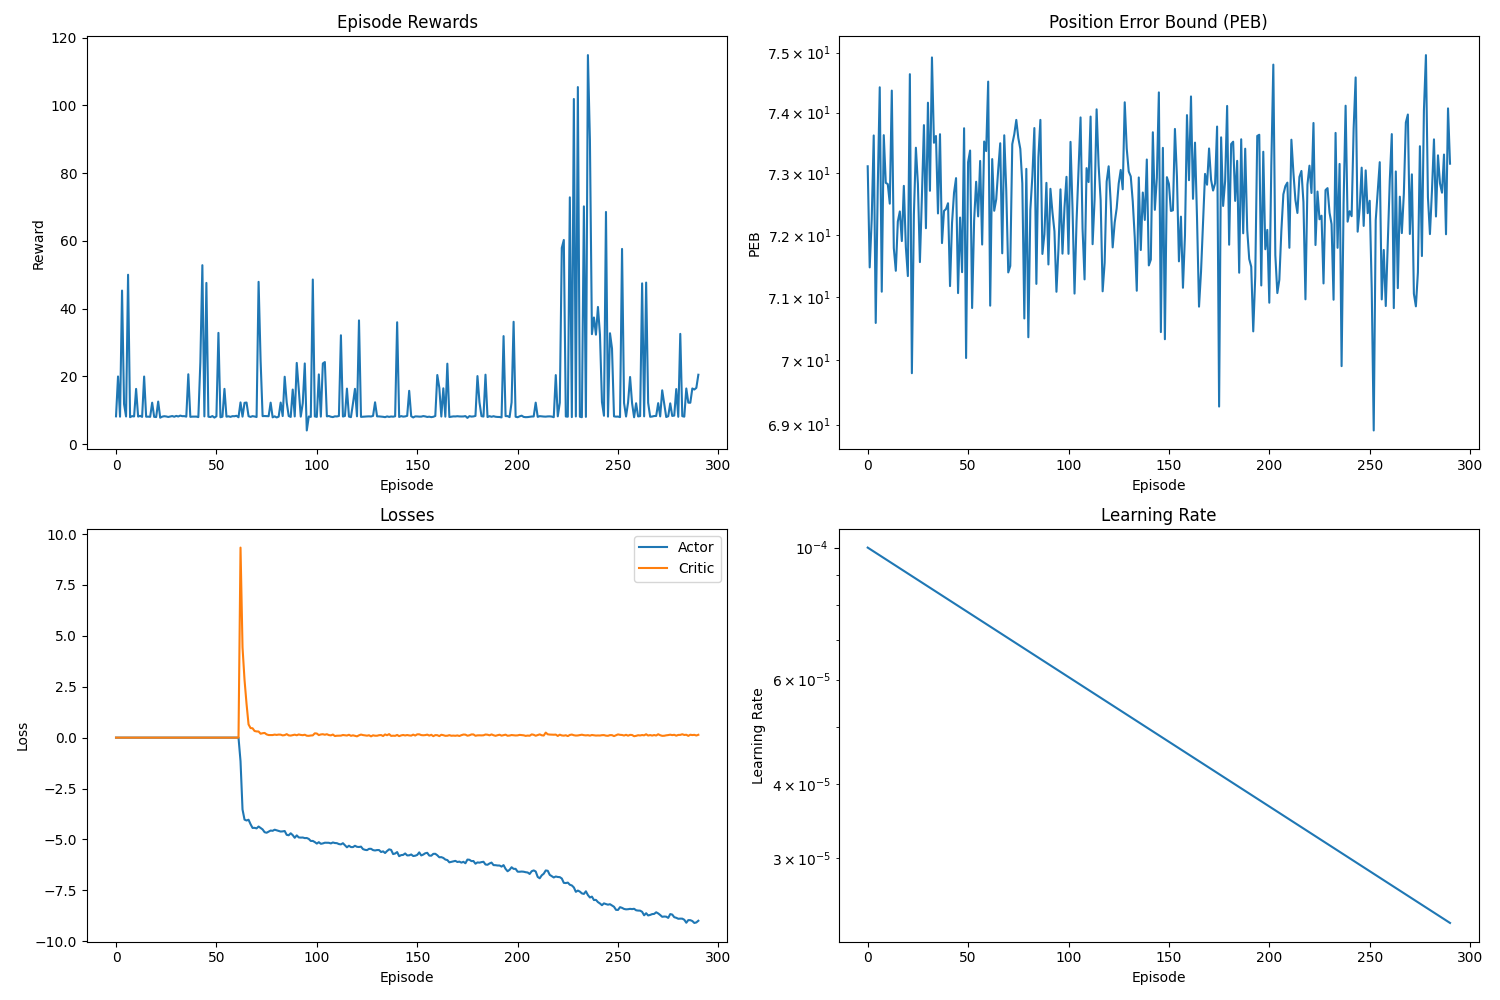 Episode Rewards
Reward
120
100
80
60
40
20
0
0 50 100 150 200 250 300
Episode
Position Error Bound (PEB)
PEB
7.5 × 10¹
7.4 × 10¹
7.3 × 10¹
7.2 × 10¹
7.1 × 10¹
7 × 10¹
6.9 × 10¹
0 50 100 150 200 250 300
Episode
Losses
Loss
10.0
7.5
5.0
2.5
0.0
−2.5
−5.0
−7.5
−10.0
Actor
Critic
0 50 100 150 200 250 300
Episode
Learning Rate
Learning Rate
10⁻⁴
6 × 10⁻⁵
4 × 10⁻⁵
3 × 10⁻⁵
0 50 100 150 200 250 300
Episode